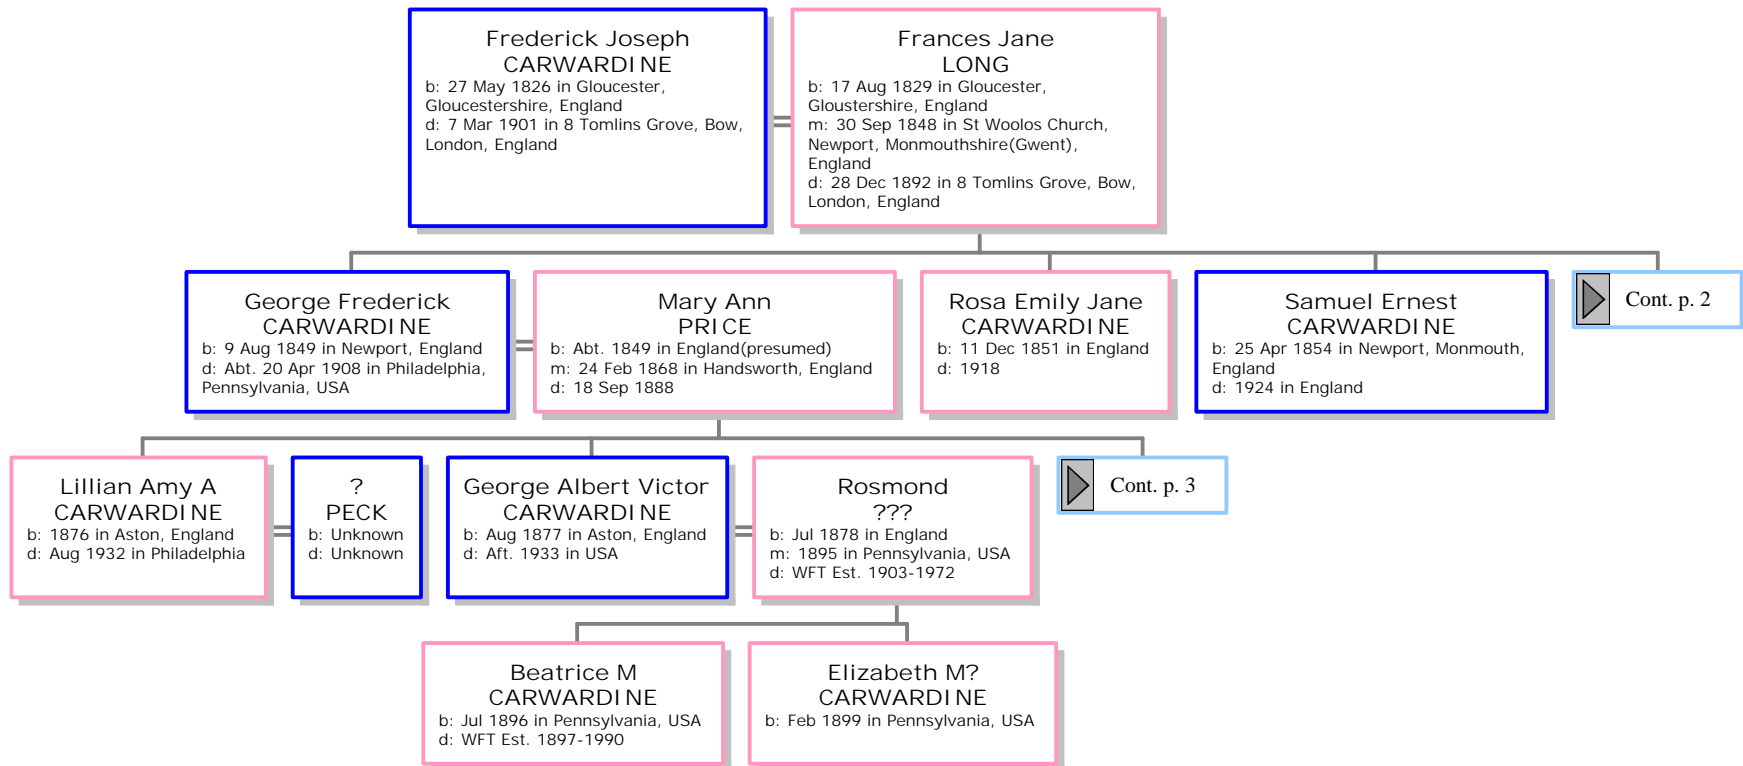 Frederick Joseph
CARWARDINE
b: 27 May 1826 in Gloucester,
Gloucestershire, England
d: 7 Mar 1901 in 8 Tomlins Grove, Bow,
London, England
Frances Jane
LONG
b: 17 Aug 1829 in Gloucester,
Gloustershire, England
m: 30 Sep 1848 in St Woolos Church,
Newport, Monmouthshire(Gwent),
England
d: 28 Dec 1892 in 8 Tomlins Grove, Bow,
London, England
George Frederick
CARWARDINE
b: 9 Aug 1849 in Newport, England
d: Abt. 20 Apr 1908 in Philadelphia,
Pennsylvania, USA
Mary Ann
PRICE
b: Abt. 1849 in England(presumed)
m: 24 Feb 1868 in Handsworth, England
d: 18 Sep 1888
Rosa Emily Jane
CARWARDINE
b: 11 Dec 1851 in England
d: 1918
Samuel Ernest
CARWARDINE
b: 25 Apr 1854 in Newport, Monmouth,
England
d: 1924 in England
Cont. p. 2
Lillian Amy A
CARWARDINE
b: 1876 in Aston, England
d: Aug 1932 in Philadelphia
?
PECK
b: Unknown
d: Unknown
George Albert Victor
CARWARDINE
b: Aug 1877 in Aston, England
d: Aft. 1933 in USA
Rosmond
???
b: Jul 1878 in England
m: 1895 in Pennsylvania, USA
d: WFT Est. 1903-1972
Cont. p. 3
Beatrice M
CARWARDINE
b: Jul 1896 in Pennsylvania, USA
d: WFT Est. 1897-1990
Elizabeth M?
CARWARDINE
b: Feb 1899 in Pennsylvania, USA